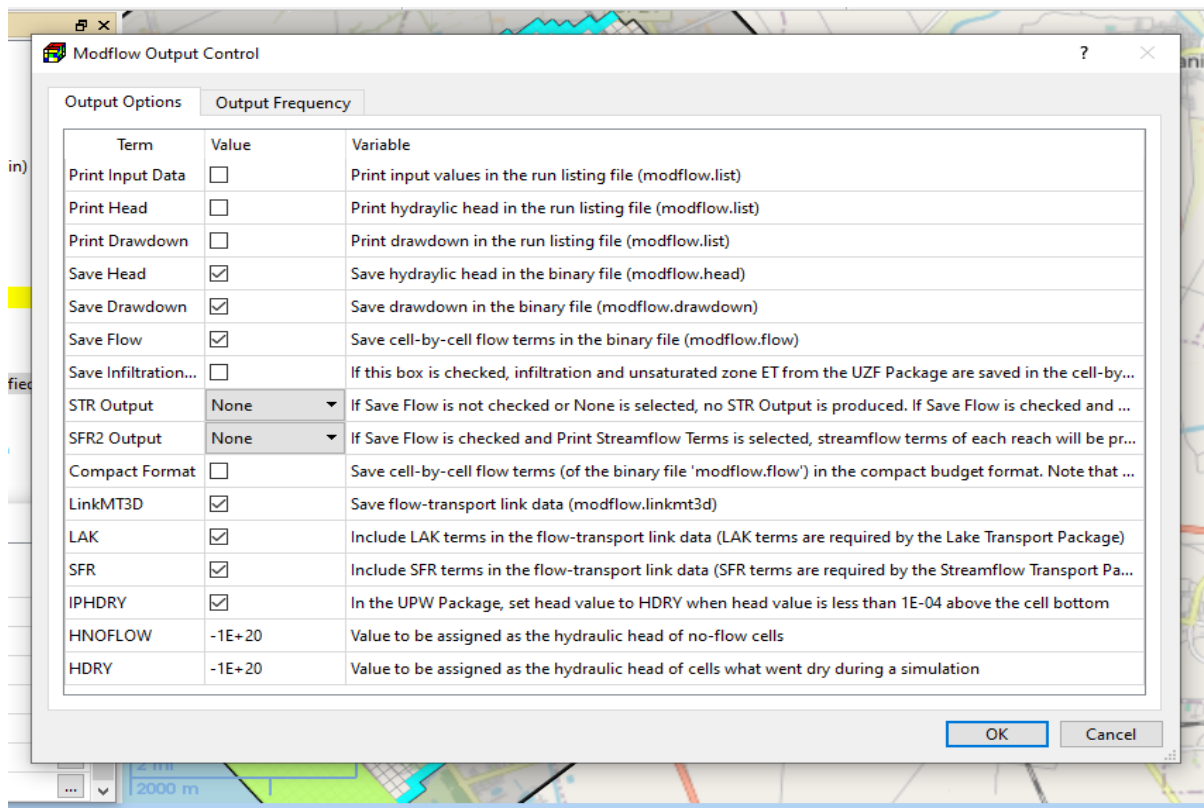 Modflow Output Control ?
Output Options Output Frequency
Term Value Variable
Print Input Data Print input values in the run listing file (modflow.list)
Print Head Print hydraylic head in the run listing file (modflow.list)
Print Drawdown Print drawdown in the run listing file (modflow.list)
Save Head Save hydraylic head in the binary file (modflow.head)
Save Drawdown Save drawdown in the binary file (modflow.drawdown)
Save Flow Save cell-by-cell flow terms in the binary file (modflow.flow)
Save Infiltration... If this box is checked, infiltration and unsaturated zone ET from the UZF Package are saved in the cell-by...
STR Output None If Save Flow is not checked or None is selected, no STR Output is produced. If Save Flow is checked and ...
SFR2 Output None If Save Flow is checked and Print Streamflow Terms is selected, streamflow terms of each reach will be pr...
Compact Format Save cell-by-cell flow terms (of the binary file 'modflow.flow') in the compact budget format. Note that ...
LinkMT3D Save flow-transport link data (modflow.linkmt3d)
LAK Include LAK terms in the flow-transport link data (LAK terms are required by the Lake Transport Package)
SFR Include SFR terms in the flow-transport link data (SFR terms are required by the Streamflow Transport Pa...
IPHDRY In the UPW Package, set head value to HDRY when head value is less than 1E-04 above the cell bottom
HNOFLOW -1E+20 Value to be assigned as the hydraulic head of no-flow cells
HDRY -1E+20 Value to be assigned as the hydraulic head of cells what went dry during a simulation
OK Cancel
in)
fied
ani
2 mi
... 2000 m